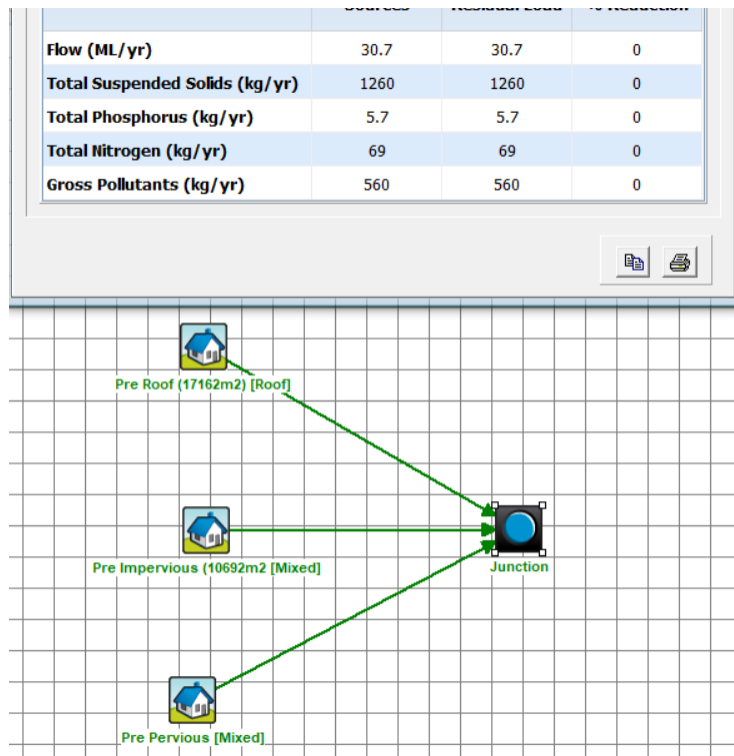 Flow (ML/yr) 30.7 30.7 0
Total Suspended Solids (kg/yr) 1260 1260 0
Total Phosphorus (kg/yr) 5.7 5.7 0
Total Nitrogen (kg/yr) 69 69 0
Gross Pollutants (kg/yr) 560 560 0
Pre Roof (17162m2) [Roof]
Pre Impervious (10692m2 [Mixed]
Junction
Pre Pervious [Mixed]